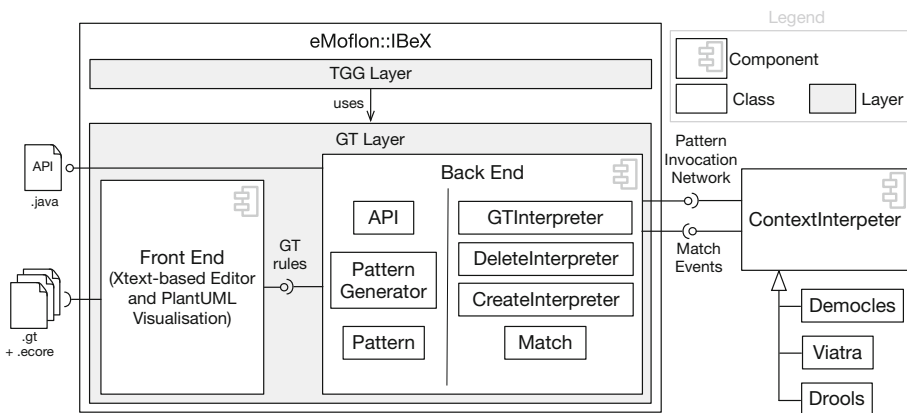 Legend
Component
Class
Layer
eMoflon::IBeX
TGG Layer
uses
GT Layer
API
.java
.gt
+ .ecore
Front End
(Xtext-based Editor
and PlantUML
Visualisation)
GT
rules
Back End
API
Pattern
Generator
Pattern
GTInterpreter
DeleteInterpreter
CreateInterpreter
Match
Pattern
Invocation
Network
Match
Events
ContextInterpeter
Democles
Viatra
Drools